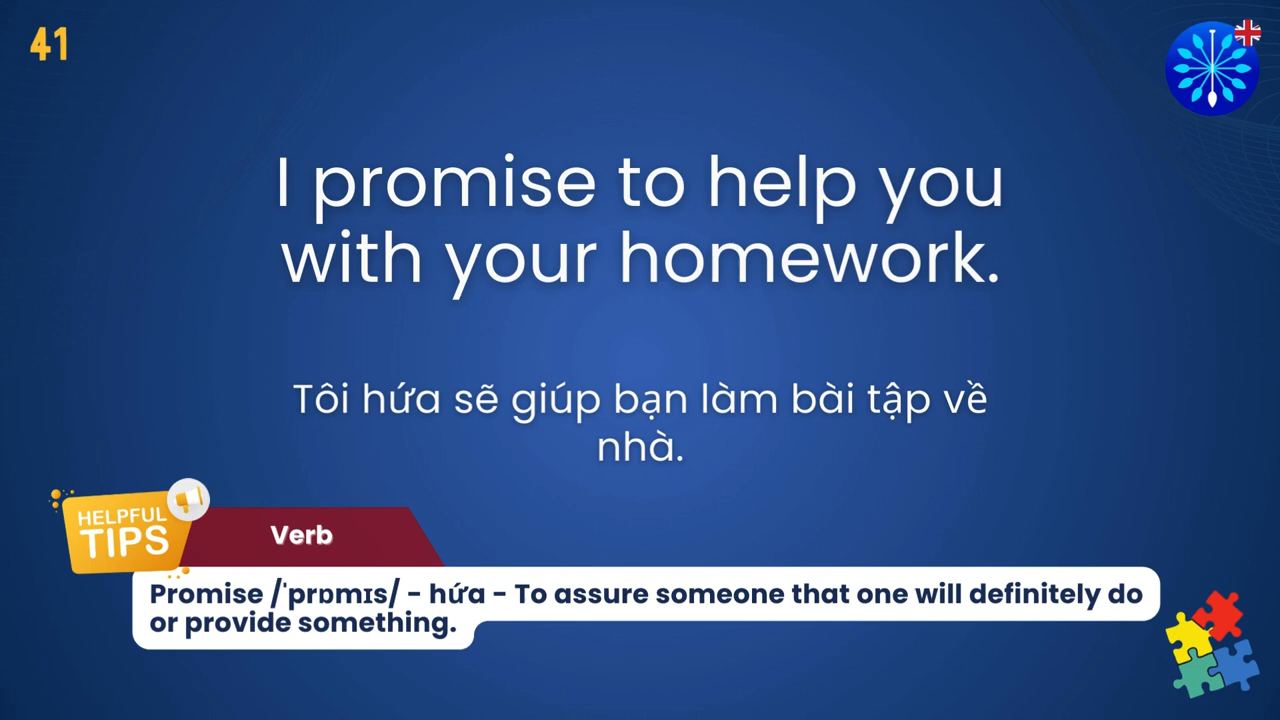 41
I promise to help you
with your homework.
Tôi hứa sẽ giúp bạn làm bài tập về
nhà.
HELPFUL
TIPS
Verb
Promise /ˈprɒmɪs/ - hứa - To assure someone that one will definitely do
or provide something.